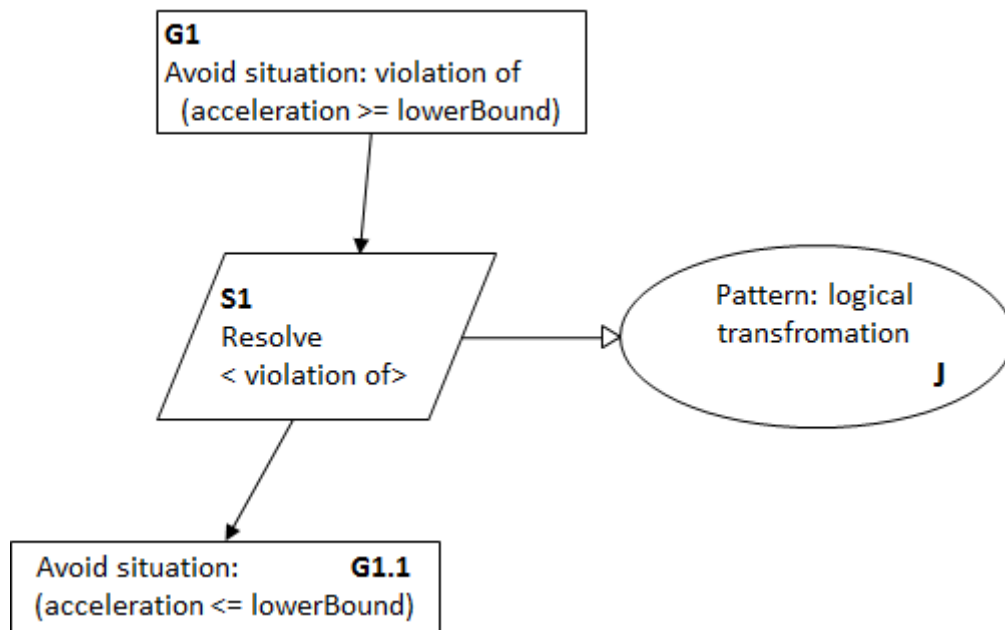 G1
Avoid situation: violation of
(acceleration >= lowerBound)
S1
Resolve
< violation of>
Pattern: logical
transfromation
J
Avoid situation: G1.1
(acceleration <= lowerBound)